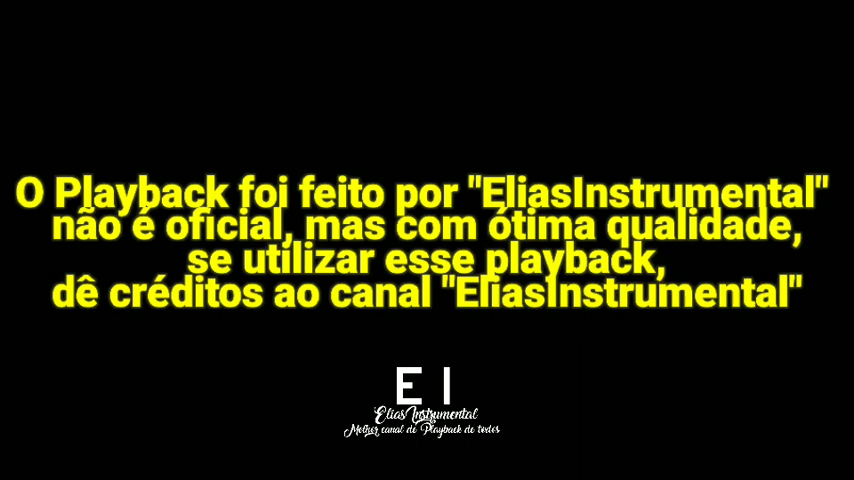 O Playback foi feito por "EliasInstrumental"
não é oficial, mas com ótima qualidade,
se utilizar esse playback,
dê créditos ao canal "EliasInstrumental"
E I
EliasInstrumental
Melhor canal de Playback de todos